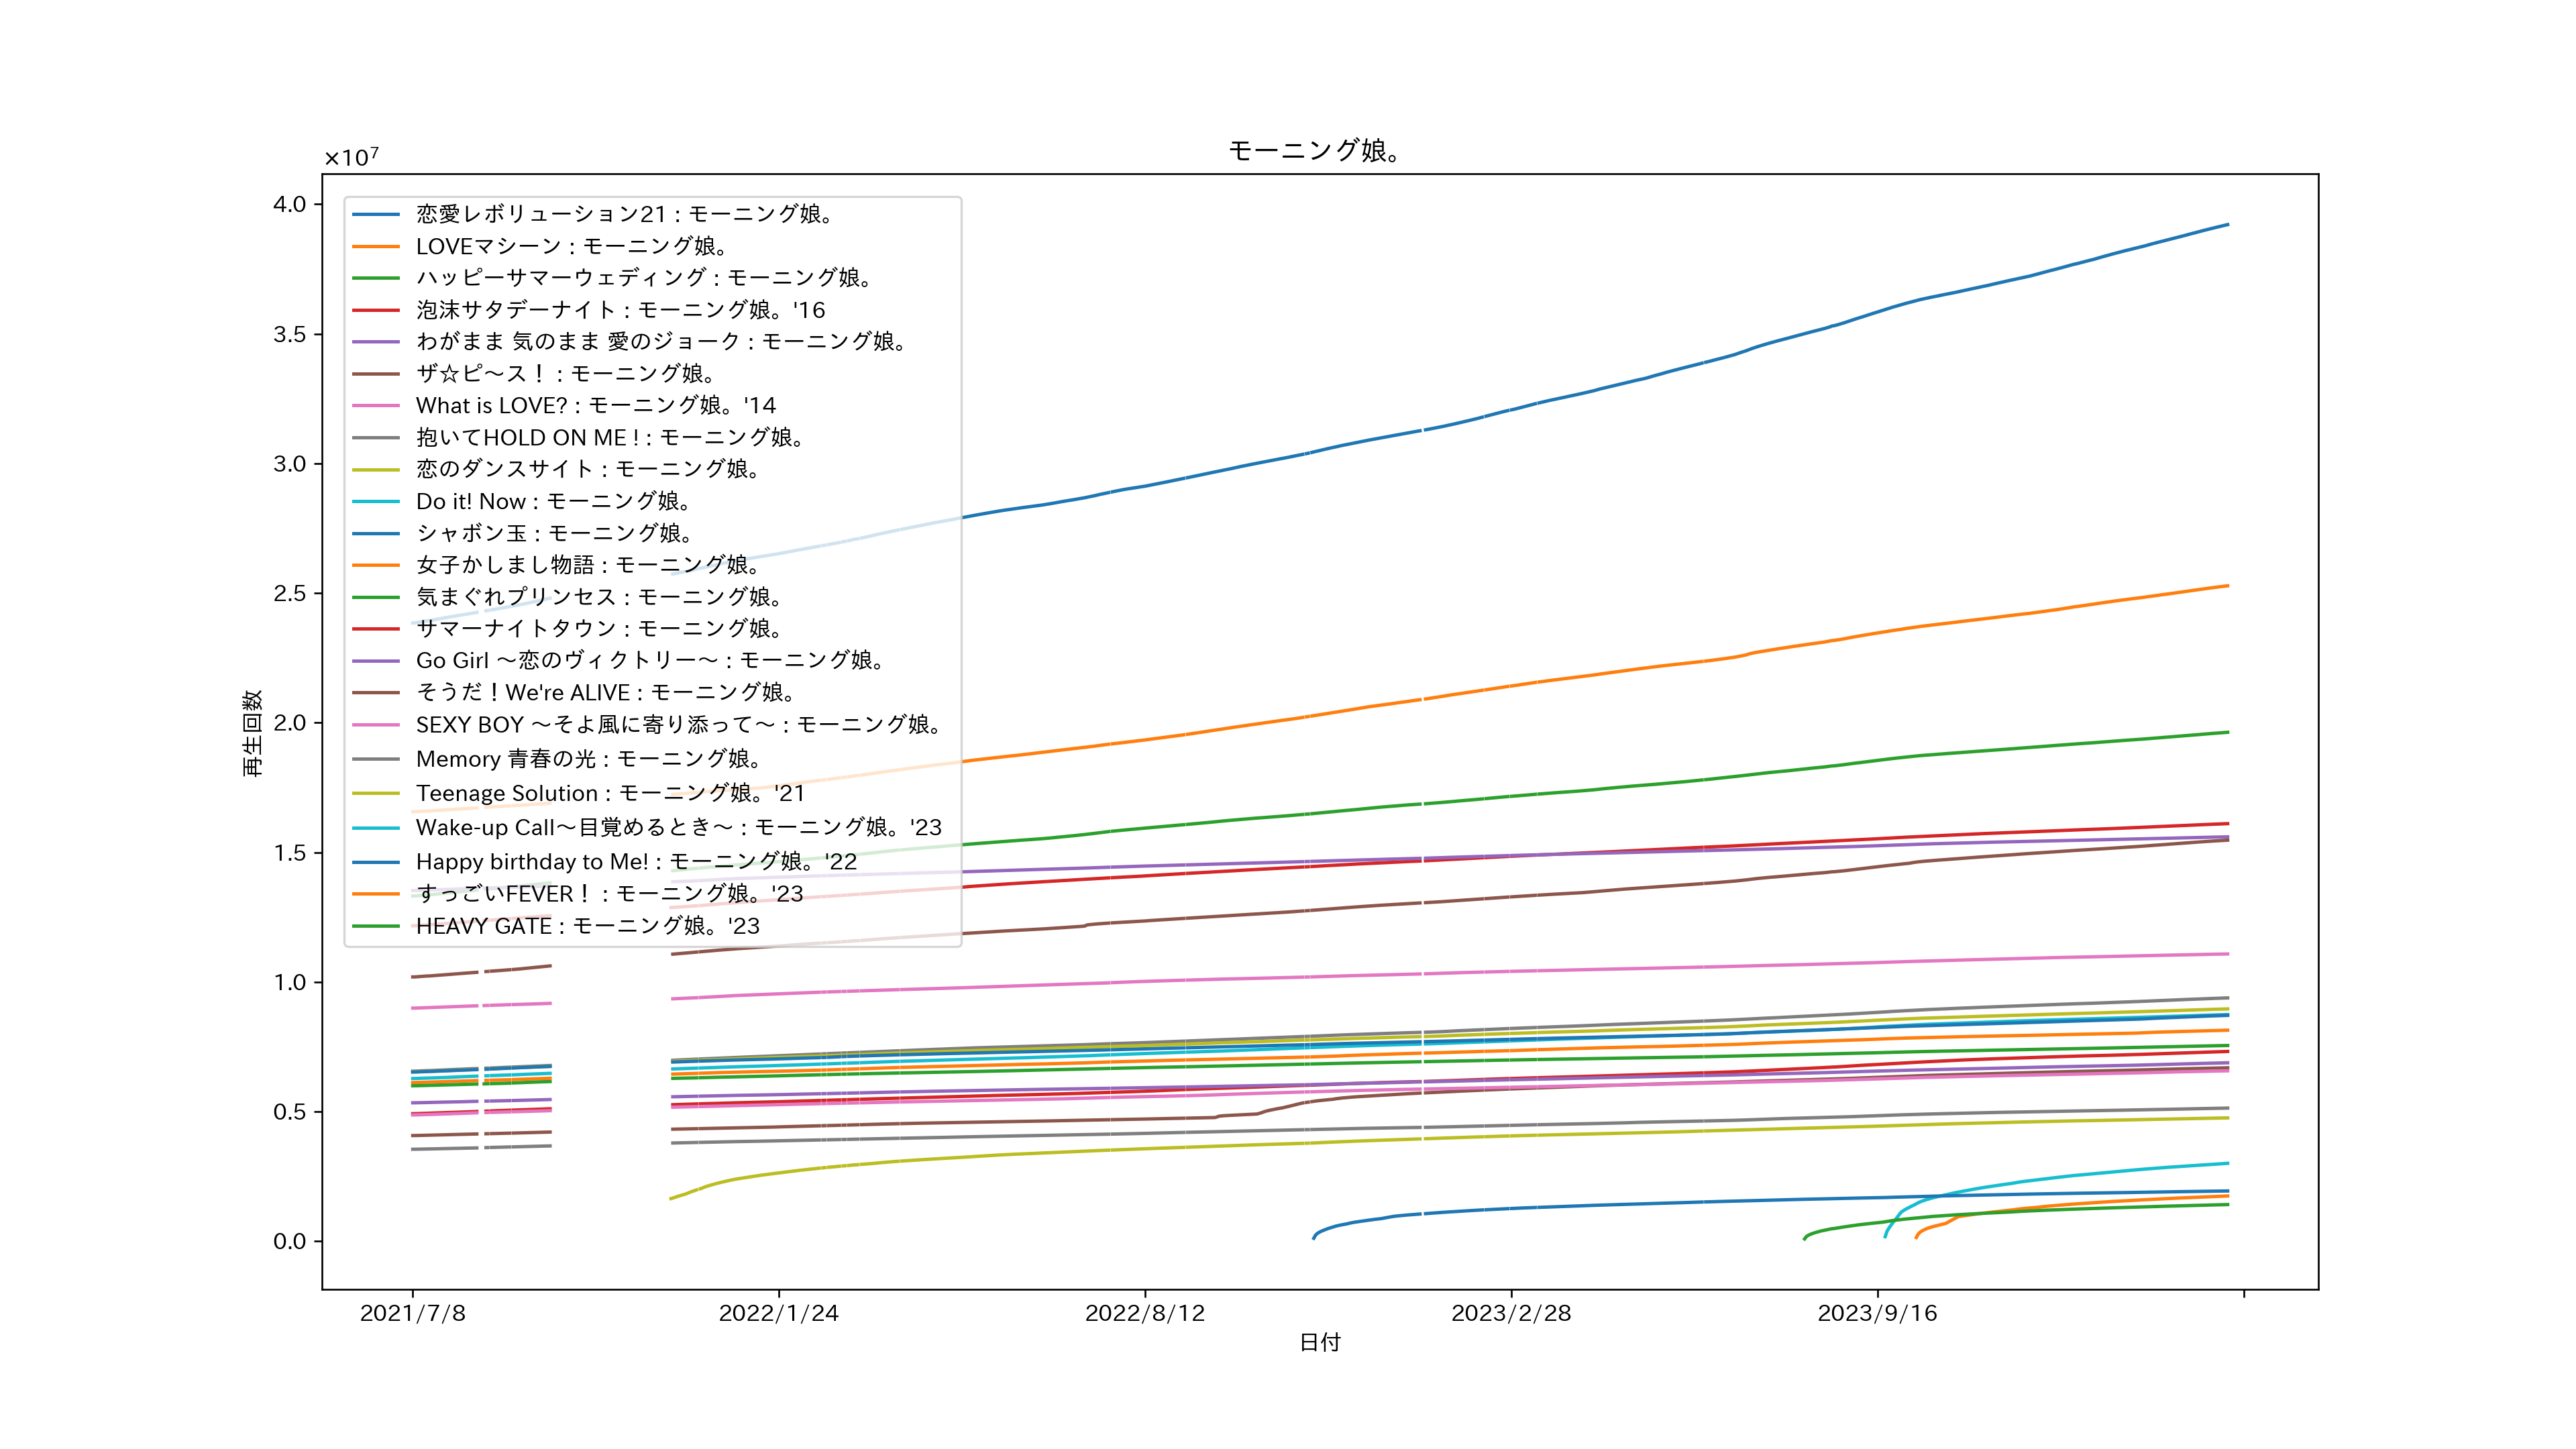 モーニング娘。
×10⁷
4.0
3.5
3.0
2.5
2.0
1.5
1.0
0.5
0.0
再生回数
恋愛レボリューション21 : モーニング娘。
LOVEマシーン : モーニング娘。
ハッピーサマーウェディング : モーニング娘。
泡沫サタデーナイト : モーニング娘。'16
わがまま 気のまま 愛のジョーク : モーニング娘。
ザ☆ピ〜ス！ : モーニング娘。
What is LOVE? : モーニング娘。'14
抱いてHOLD ON ME ! : モーニング娘。
恋のダンスサイト : モーニング娘。
Do it! Now : モーニング娘。
シャボン玉 : モーニング娘。
女子かしまし物語 : モーニング娘。
気まぐれプリンセス : モーニング娘。
サマーナイトタウン : モーニング娘。
Go Girl 〜恋のヴィクトリー〜 : モーニング娘。
そうだ！We're ALIVE : モーニング娘。
SEXY BOY 〜そよ風に寄り添って〜 : モーニング娘。
Memory 青春の光 : モーニング娘。
Teenage Solution : モーニング娘。'21
Wake-up Call〜目覚めるとき〜 : モーニング娘。'23
Happy birthday to Me! : モーニング娘。'22
すっごいFEVER！ : モーニング娘。'23
HEAVY GATE : モーニング娘。'23
2021/7/8
2022/1/24
2022/8/12
2023/2/28
2023/9/16
日付